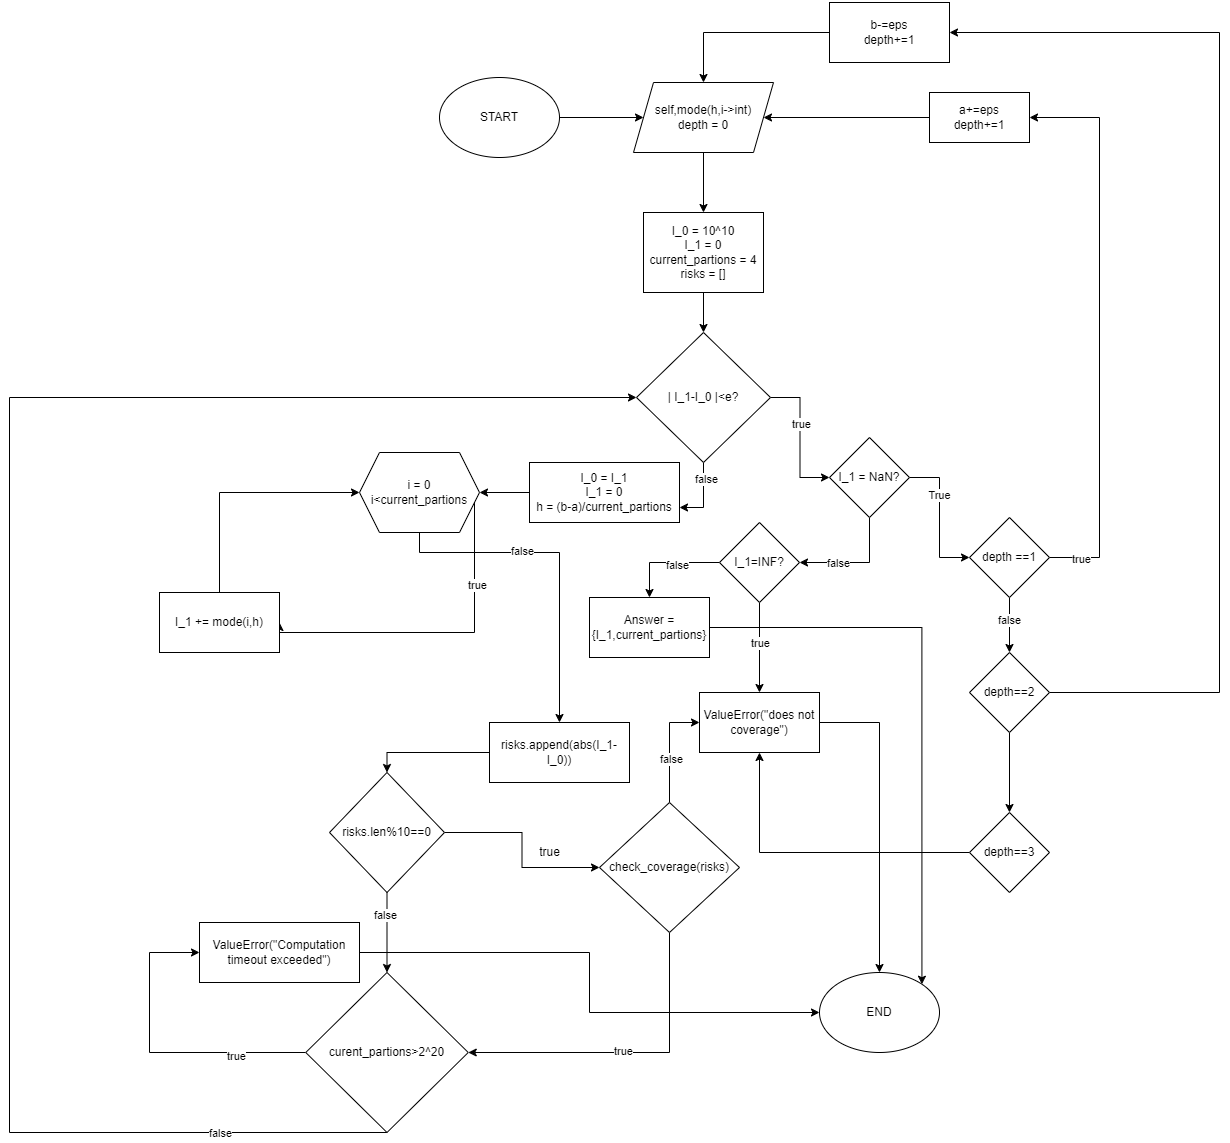 b-=eps
depth+=1
START
self,mode(h,i->int)
depth = 0
a+=eps
depth+=1
I_0 = 10^10
I_1 = 0
current_partions = 4
risks = []
| I_1-I_0 |<e?
true
false
I_1 = NaN?
True
false
i = 0
i<current_partions
I_0 = I_1
I_1 = 0
h = (b-a)/current_partions
false
true
I_1 += mode(i,h)
I_1=INF?
false
true
depth ==1
true
false
Answer =
{I_1,current_partions}
depth==2
ValueError("does not
coverage")
risks.append(abs(I_1-
I_0))
false
risks.len%10==0
true
false
check_coverage(risks)
true
depth==3
ValueError("Computation
timeout exceeded")
END
curent_partions>2^20
true
false